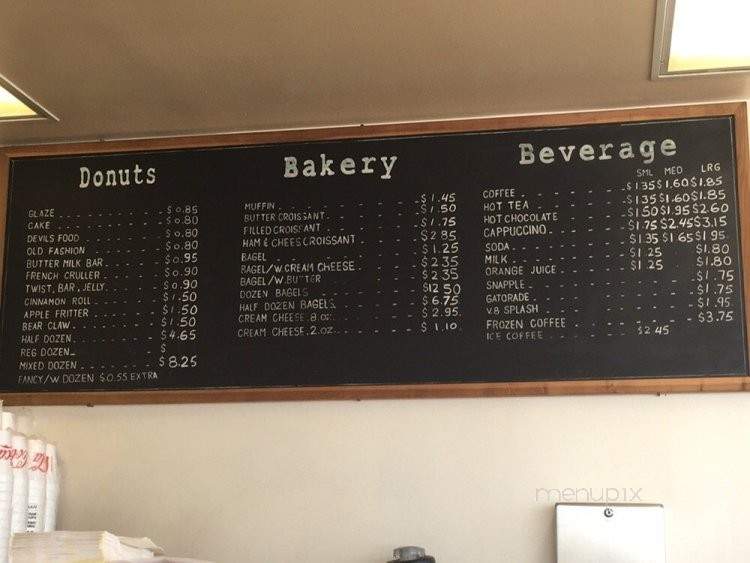 Donuts
GLAZE $0.85
CAKE $0.80
DEVILS FOOD $0.80
OLD FASHION $0.80
BUTTER MILK BAR $0.95
FRENCH CRULLER $0.90
TWIST, BAR, JELLY $0.90
CINNAMON ROLL $1.50
APPLE FRITTER $1.50
BEAR CLAW $1.50
HALF DOZEN $4.65
REG DOZEN $
MIXED DOZEN $8.25
FANCY/W DOZEN $0.55 EXTRA
Bakery
MUFFIN $1.45
BUTTER CROISSANT $1.50
FILLED CROISSANT $1.75
HAM & CHEES CROISSANT $2.85
BAGEL $1.25
BAGEL/W.CREAM CHEESE $2.35
BAGEL/W.BUTTER $2.35
DOZEN BAGELS $12.50
HALF DOZEN BAGELS $6.75
CREAM CHEESE.8.oz. $2.95
CREAM CHEESE.2.oz. $1.10
Beverage
SML MED LRG
COFFEE $1.35 $1.60 $1.85
HOT TEA $1.35 $1.60 $1.85
HOT CHOCOLATE $1.50 $1.95 $2.60
CAPPUCCINO $1.75 $2.45 $3.15
SODA $1.35 $1.65 $1.95
MILK $1.25 $1.80
ORANGE JUICE $1.25 $1.80
SNAPPLE $1.75
GATORADE $1.75
V.8 SPLASH $1.95
FROZEN COFFEE $3.75
ICE COFFEE $2.45
menupix